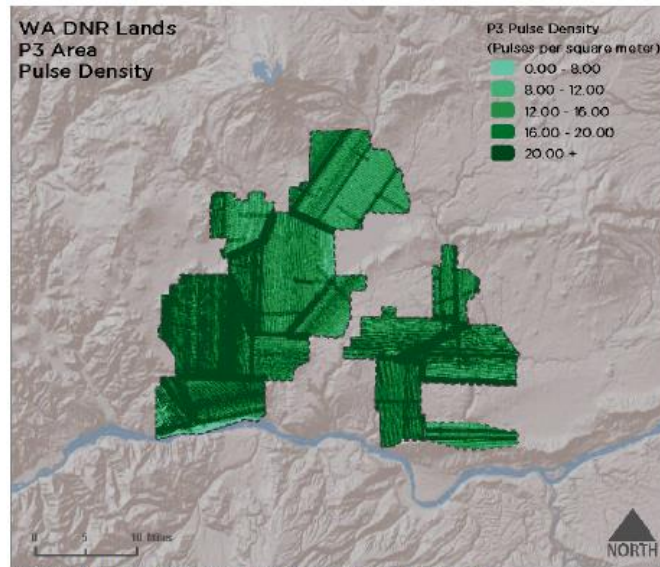 WA DNR Lands
P3 Area
Pulse Density
P3 Pulse Density
(Pulses per square meter)
0.00 - 8.00
8.00 - 12.00
12.00 - 16.00
16.00 - 20.00
20.00 +
0 5 10 Miles
NORTH